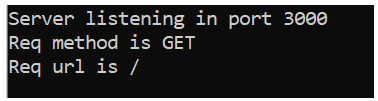 Server listening in port 3000
Req method is GET
Req url is /